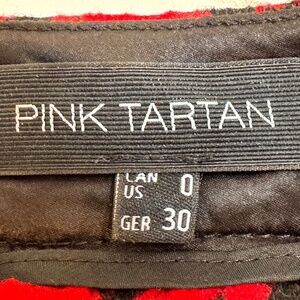 PINK TARTAN
CAN
US 0
GER 30